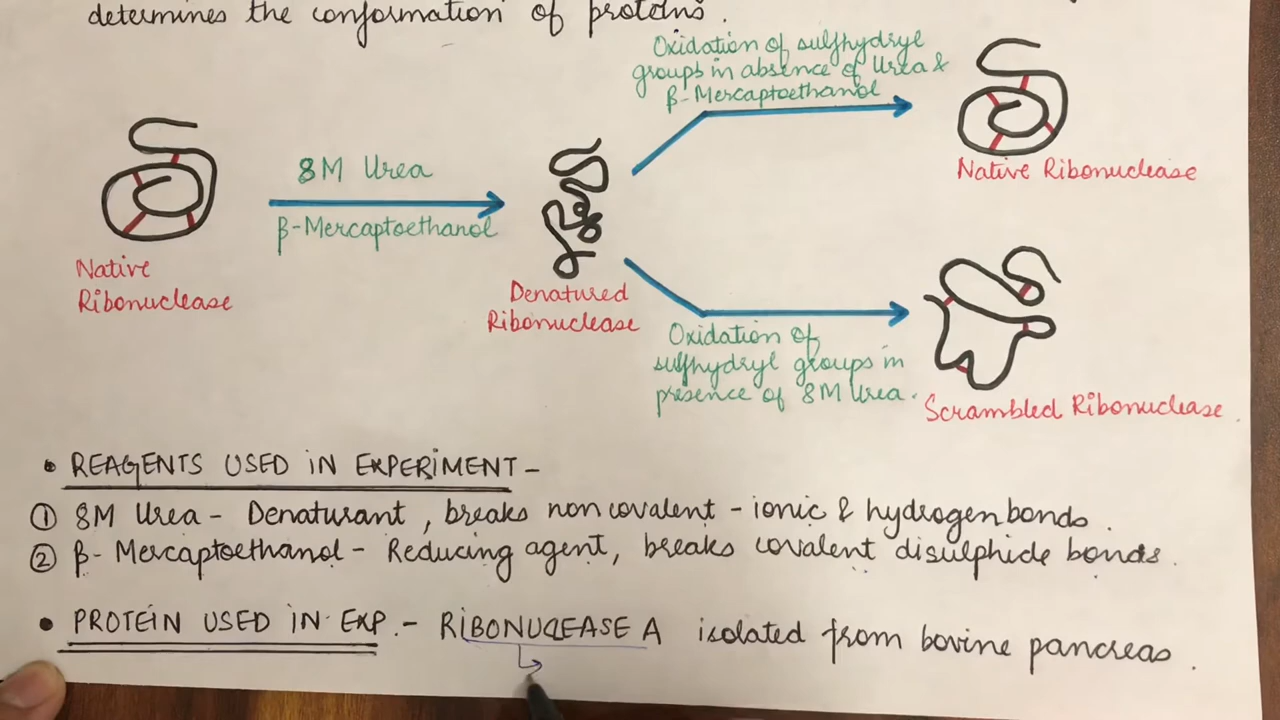 determines the conformation of proteins.
Oxidation of sulfhydryl
groups in absence of Urea &
β-Mercaptoethanol
Native Ribonuclease
8M Urea
β-Mercaptoethanol
Native
Ribonuclease
Denatured
Ribonuclease
Oxidation of
sulfhydryl groups in
presence of 8M Urea.
Scrambled Ribonuclease.
• REAGENTS USED IN EXPERIMENT-
① 8M Urea - Denaturant, breaks non covalent - ionic & hydrogen bonds.
② β- Mercaptoethanol - Reducing agent, breaks covalent disulphide bonds.
• PROTEIN USED IN EXP.- RIBONUCLEASE A isolated from bovine pancreas.